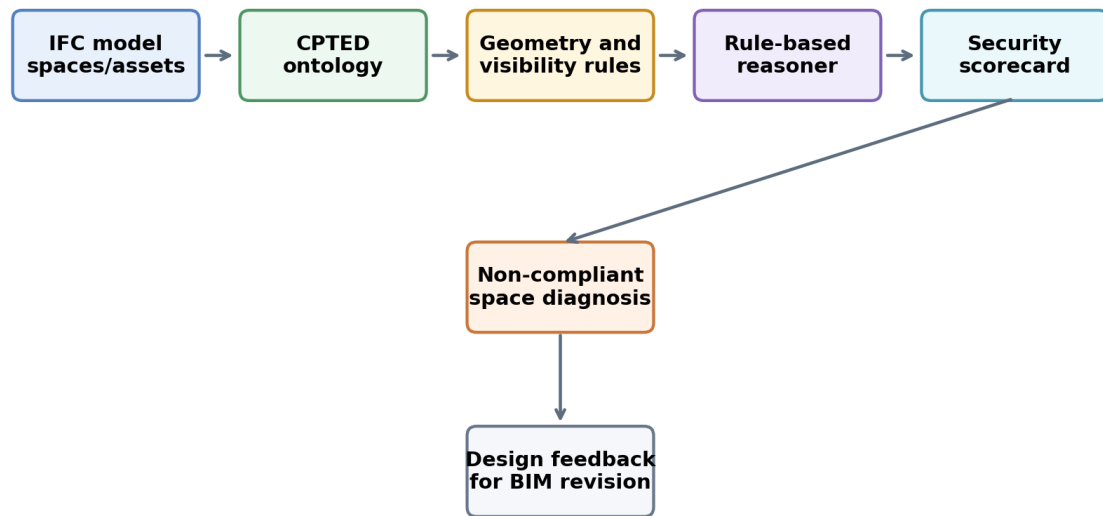 IFC model
spaces/assets
CPTED
ontology
Geometry and
visibility rules
Rule-based
reasoner
Security
scorecard
Non-compliant
space diagnosis
Design feedback
for BIM revision